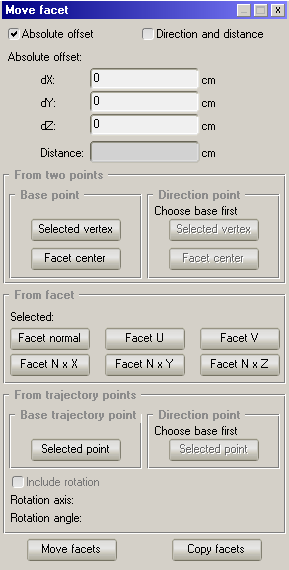 Move facet
Absolute offset Direction and distance
Absolute offset:
dX: 0 cm
dY: 0 cm
dZ: 0 cm
Distance: cm
From two points
Base point Direction point
Choose base first
Selected vertex Selected vertex
Facet center Facet center
From facet
Selected:
Facet normal Facet U Facet V
Facet N x X Facet N x Y Facet N x Z
From trajectory points
Base trajectory point Direction point
Choose base first
Selected point Selected point
Include rotation
Rotation axis:
Rotation angle:
Move facets Copy facets